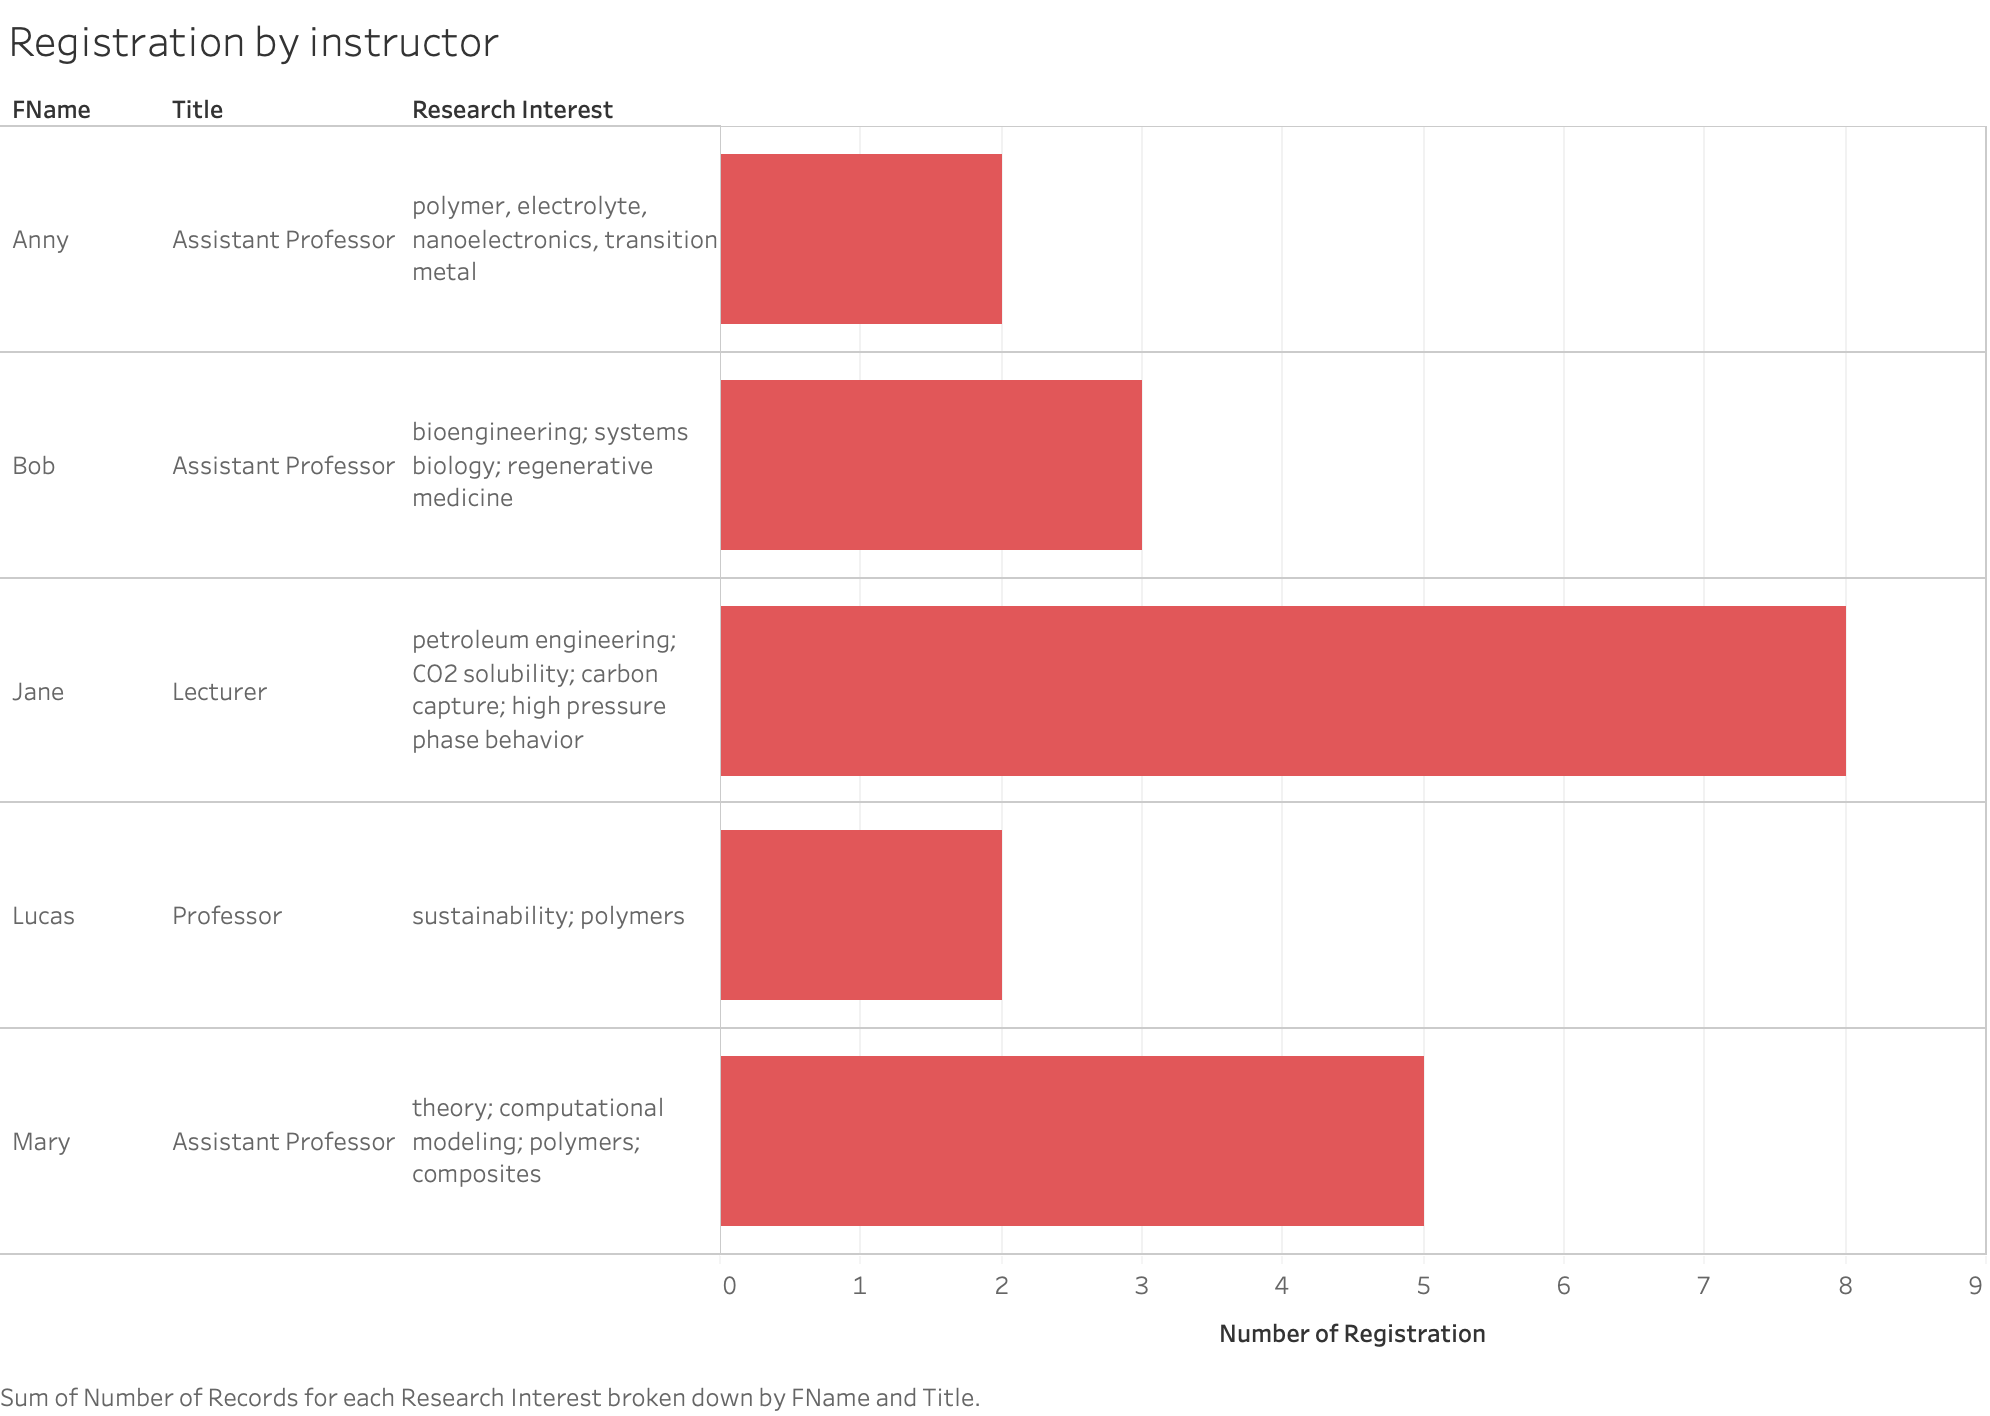 Registration by instructor
FName Title Research Interest
Anny Assistant Professor polymer, electrolyte,
nanoelectronics, transition
metal
Bob Assistant Professor bioengineering; systems
biology; regenerative
medicine
Jane Lecturer petroleum engineering;
CO2 solubility; carbon
capture; high pressure
phase behavior
Lucas Professor sustainability; polymers
Mary Assistant Professor theory; computational
modeling; polymers;
composites
0 1 2 3 4 5 6 7 8 9
Number of Registration
Sum of Number of Records for each Research Interest broken down by FName and Title.